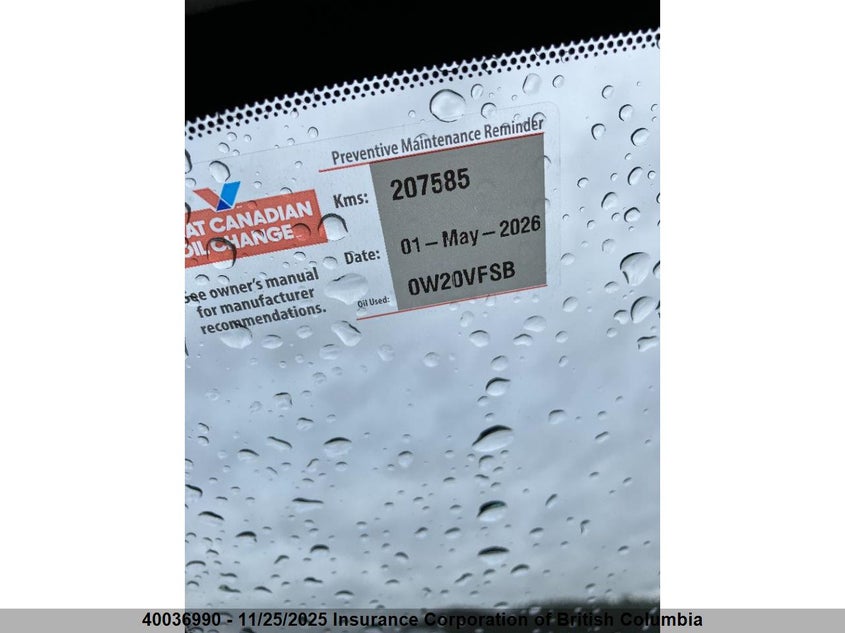 Preventive Maintenance Reminder
Kms: 207585
AT CANADIAN
OIL CHANGE
Date: 01-May-2026
owner's manual
for manufacturer
recommendations.
Oil Used: 0W20VFSB
40036990 - 11/25/2025 Insurance Corporation of British Columbia